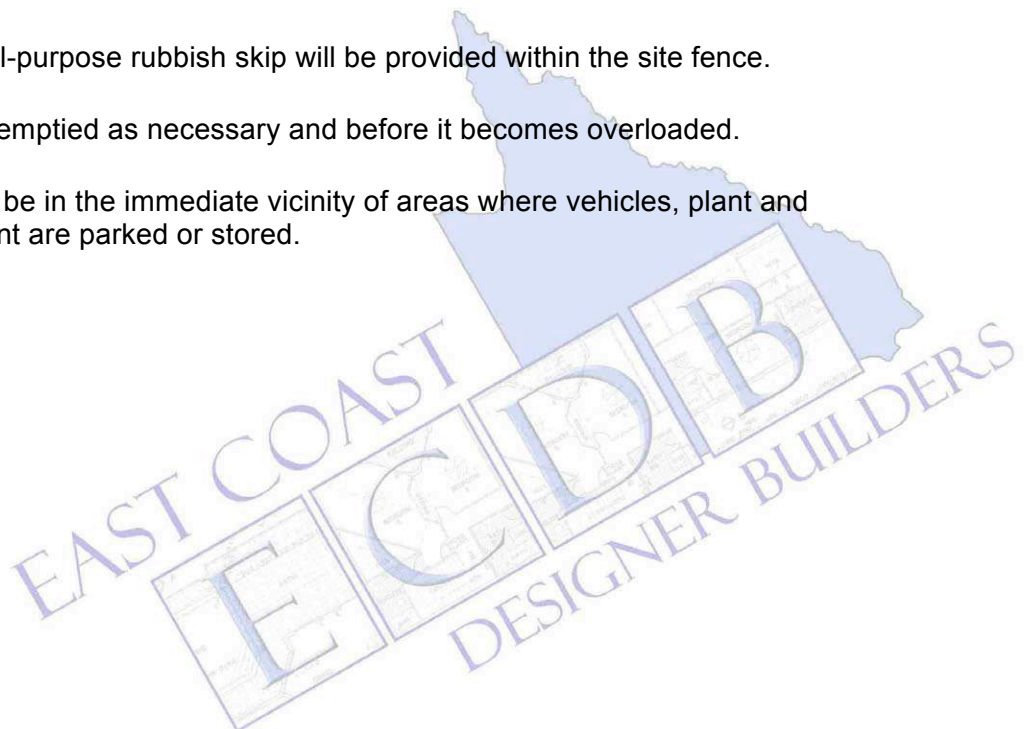 l-purpose rubbish skip will be provided within the site fence.
emptied as necessary and before it becomes overloaded.
be in the immediate vicinity of areas where vehicles, plant and
nt are parked or stored.
EAST COAST
ECDB
DESIGNER BUILDERS